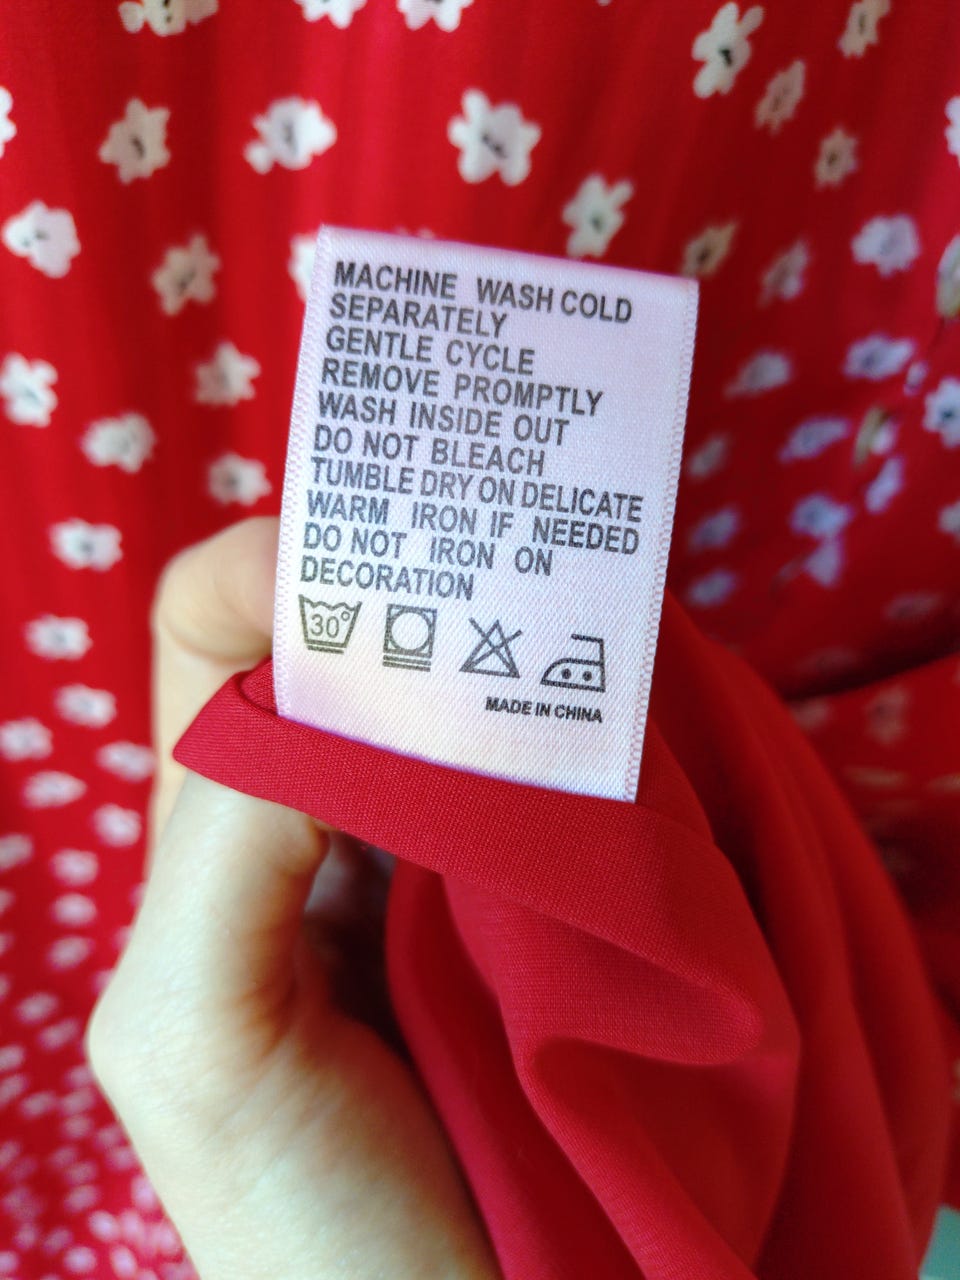 MACHINE WASH COLD
SEPARATELY
GENTLE CYCLE
REMOVE PROMPTLY
WASH INSIDE OUT
DO NOT BLEACH
TUMBLE DRY ON DELICATE
WARM IRON IF NEEDED
DO NOT IRON ON
DECORATION
30°
MADE IN CHINA